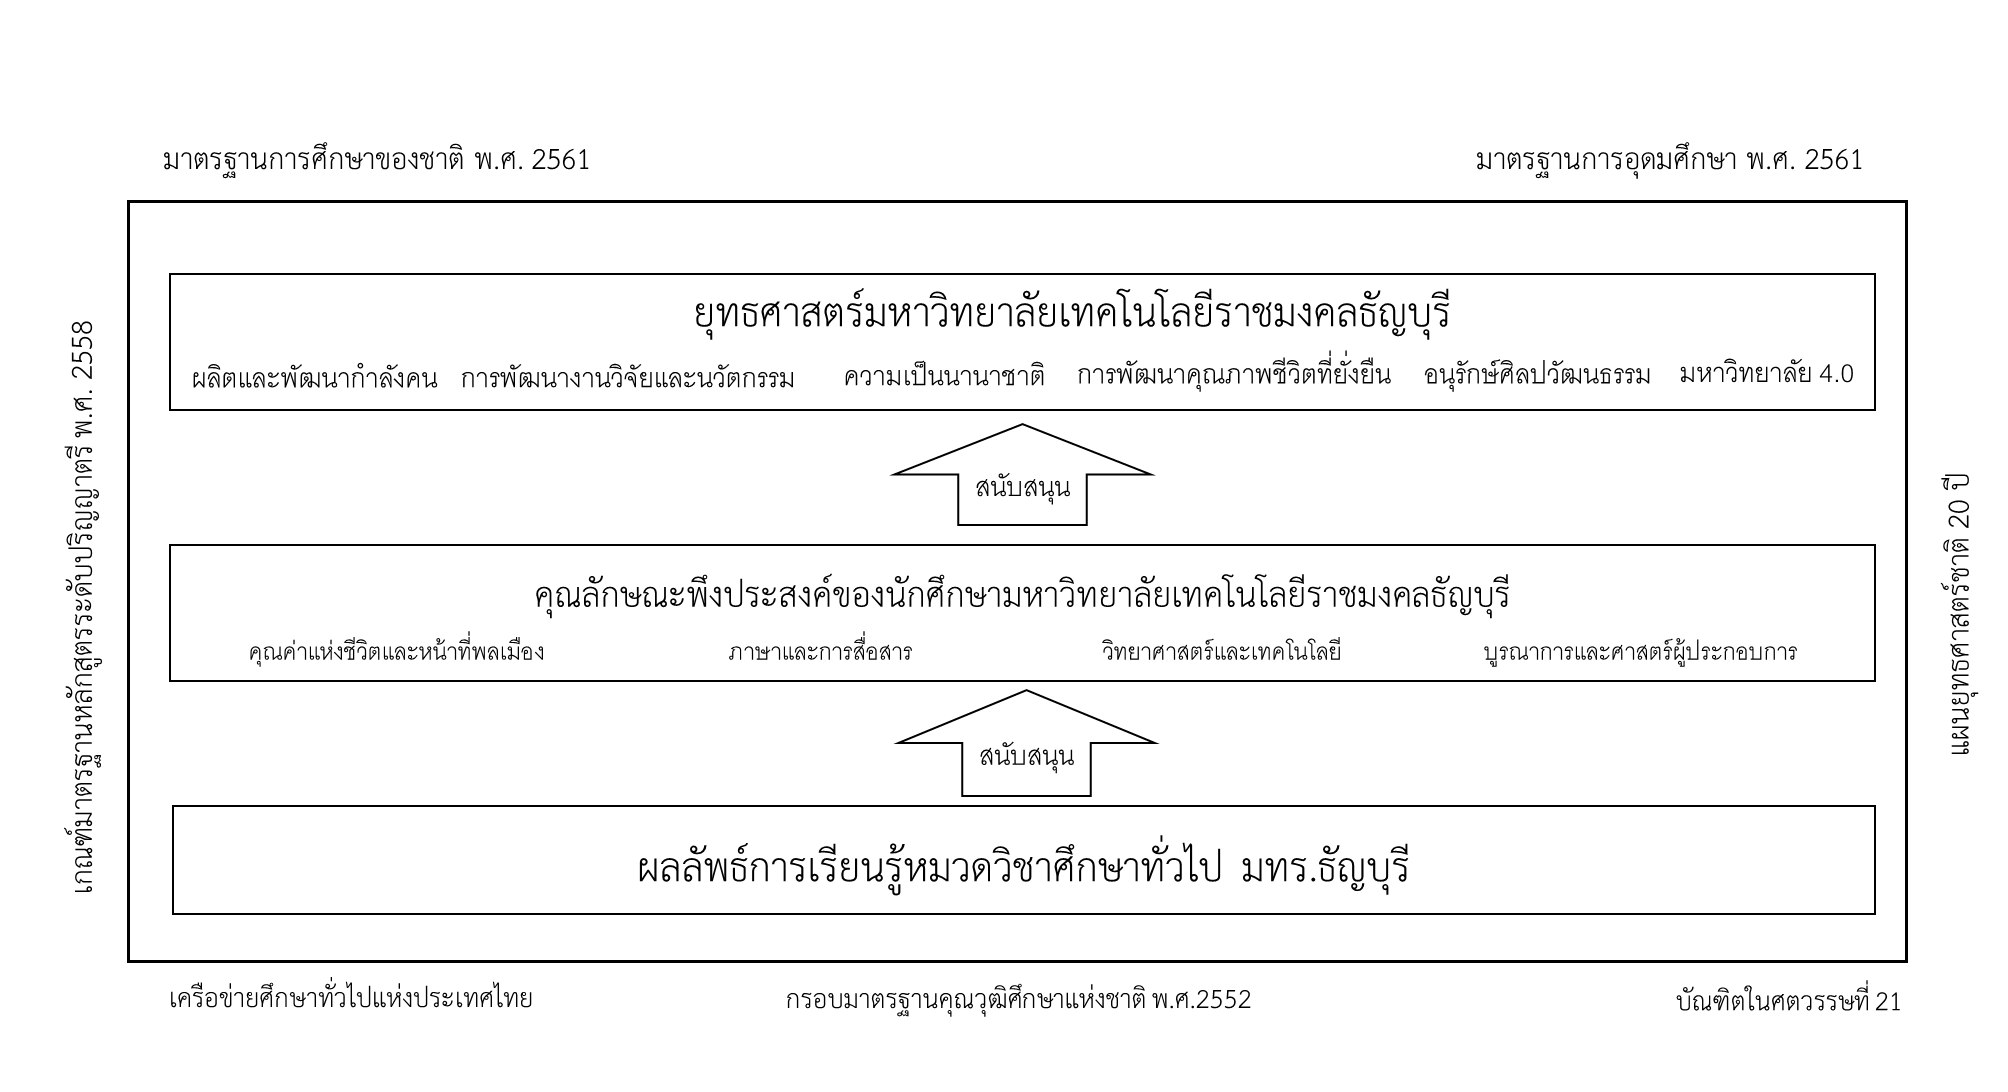 มาตรฐานการศึกษาของชาติ พ.ศ. 2561
มาตรฐานการอุดมศึกษา พ.ศ. 2561
เกณฑ์มาตรฐานหลักสูตรระดับปริญญาตรี พ.ศ. 2558
ยุทธศาสตร์มหาวิทยาลัยเทคโนโลยีราชมงคลธัญบุรี
ผลิตและพัฒนากำลังคน การพัฒนางานวิจัยและนวัตกรรม ความเป็นนานาชาติ การพัฒนาคุณภาพชีวิตที่ยั่งยืน อนุรักษ์ศิลปวัฒนธรรม มหาวิทยาลัย 4.0
สนับสนุน
คุณลักษณะพึงประสงค์ของนักศึกษามหาวิทยาลัยเทคโนโลยีราชมงคลธัญบุรี
คุณค่าแห่งชีวิตและหน้าที่พลเมือง ภาษาและการสื่อสาร วิทยาศาสตร์และเทคโนโลยี บูรณาการและศาสตร์ผู้ประกอบการ
สนับสนุน
ผลลัพธ์การเรียนรู้หมวดวิชาศึกษาทั่วไป มทร.ธัญบุรี
แผนยุทธศาสตร์ชาติ 20 ปี
เครือข่ายศึกษาทั่วไปแห่งประเทศไทย
กรอบมาตรฐานคุณวุฒิศึกษาแห่งชาติ พ.ศ.2552
บัณฑิตในศตวรรษที่ 21